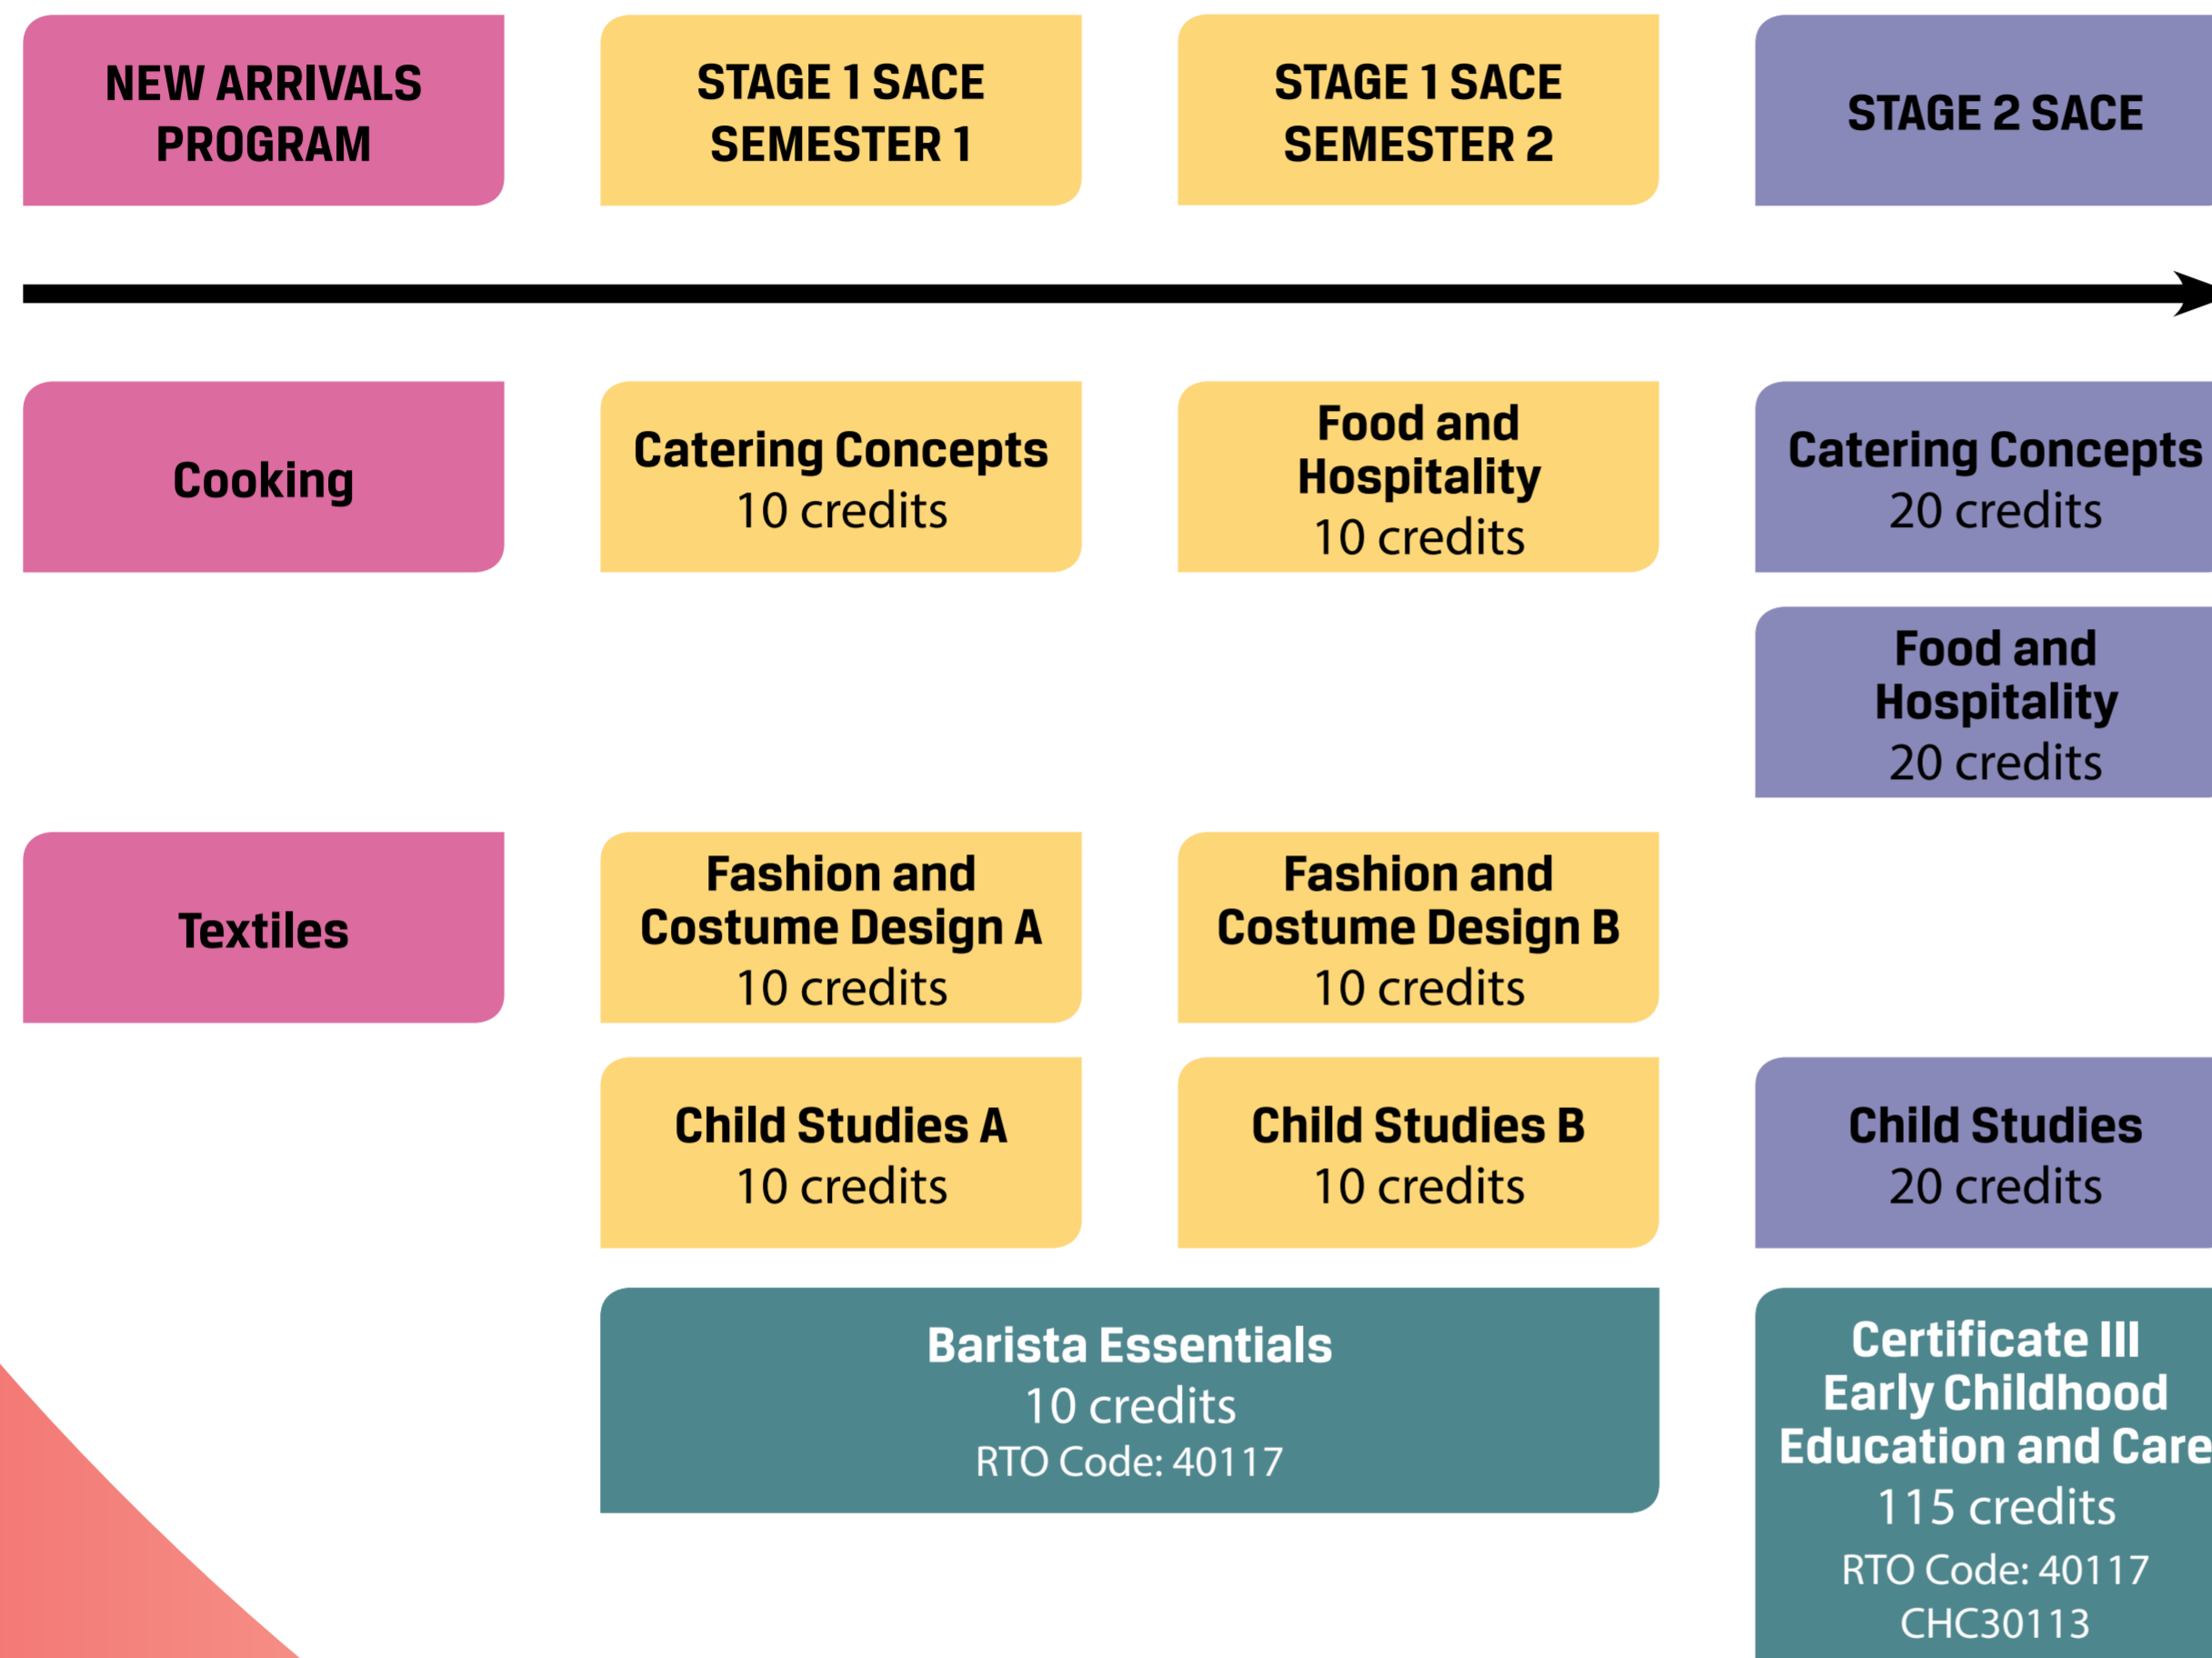 NEW ARRIVALS
PROGRAM
STAGE 1 SACE
SEMESTER 1
STAGE 1 SACE
SEMESTER 2
STAGE 2 SACE
Cooking
Catering Concepts
10 credits
Food and
Hospitality
10 credits
Catering Concepts
20 credits
Food and
Hospitality
20 credits
Textiles
Fashion and
Costume Design A
10 credits
Fashion and
Costume Design B
10 credits
Child Studies A
10 credits
Child Studies B
10 credits
Child Studies
20 credits
Barista Essentials
10 credits
RTO Code: 40117
Certificate III
Early Childhood
Education and Care
115 credits
RTO Code: 40117
CHC30113